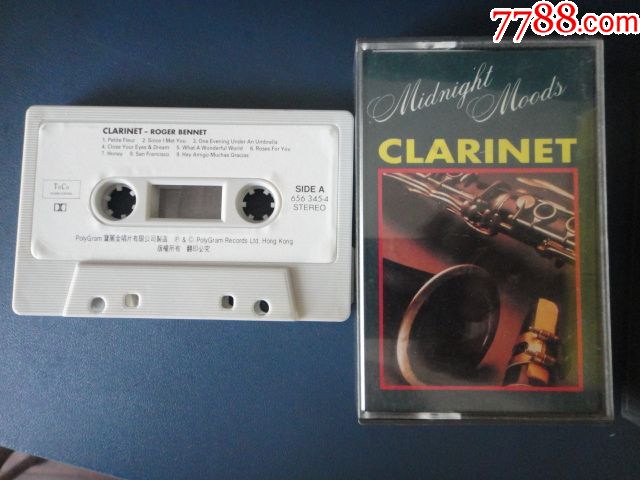 7788.com
CLARINET - ROGER BENNET
1. Petite Fleur 2. Since I Met You 3. One Evening Under An Umbrella
4. Close Your Eyes & Dream 5. What A Wonderful World 6. Roses For You
7. Honey 8. San Francisco 9. Hey Amigo Muchas Gracias
SIDE A
656 345-4
STEREO
PolyGram 寶麗金唱片有限公司製造 ℗ & © PolyGram Records Ltd. Hong Kong
版權所有 翻印必究
Midnight
Moods
CLARINET